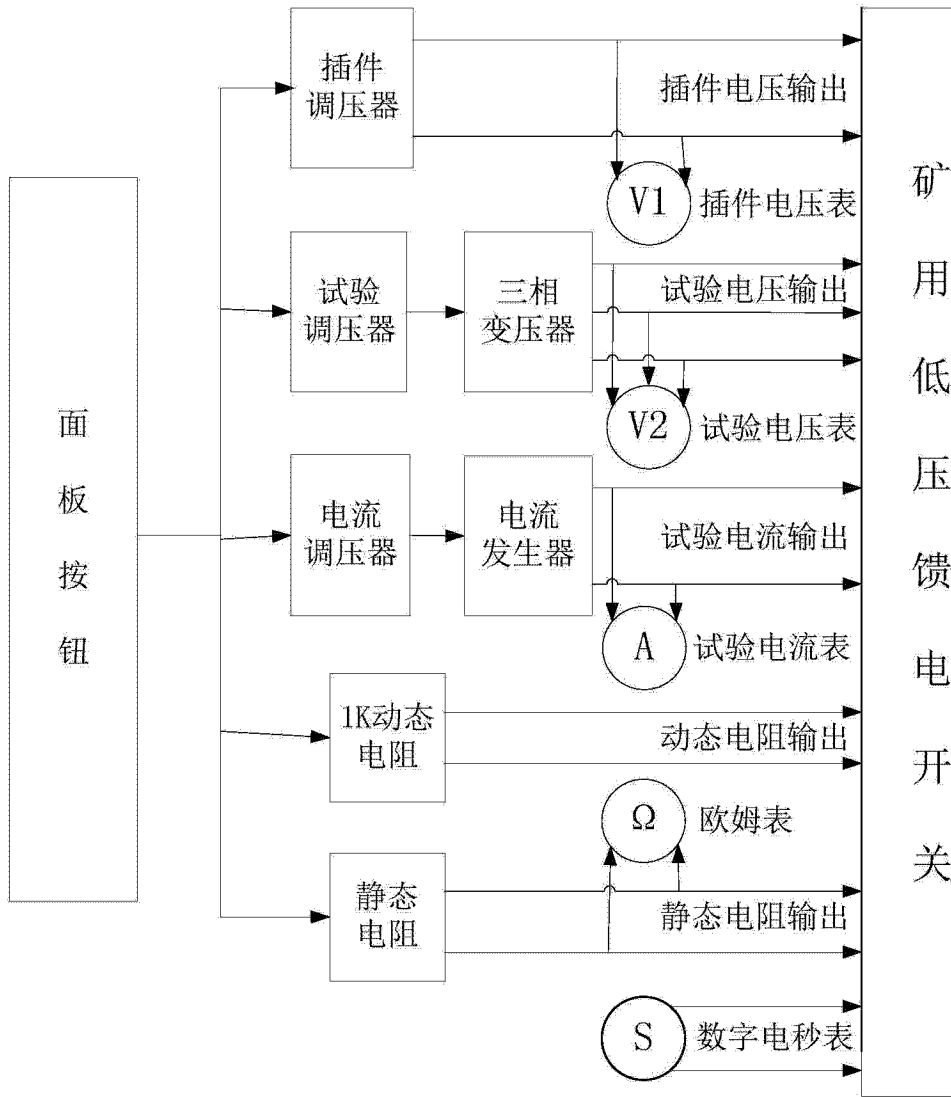 面板按钮
插件
调压器
插件电压输出
V1
插件电压表
试验
调压器
三相
变压器
试验电压输出
V2
试验电压表
电流
调压器
电流
发生器
试验电流输出
A
试验电流表
1K动态
电阻
动态电阻输出
Ω
欧姆表
静态
电阻
静态电阻输出
S
数字电秒表
矿用低压馈电开关